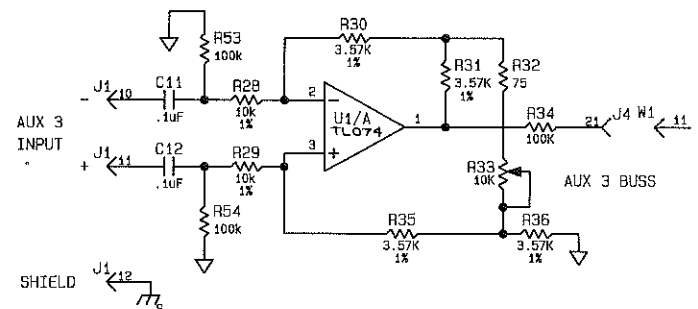 R53
100k
R30
3.57K
1%
R31
3.57K
1%
R32
75
J1
10
C11
.1uF
R28
10k
1%
2
U1/A
TL074
1
R34
100K
21
J4
W1
11
AUX 3
INPUT
-
+
J1
11
C12
.1uF
R29
10k
1%
3
R33
10K
AUX 3 BUSS
R54
100k
R35
3.57K
1%
R36
3.57K
1%
SHIELD
J1
12